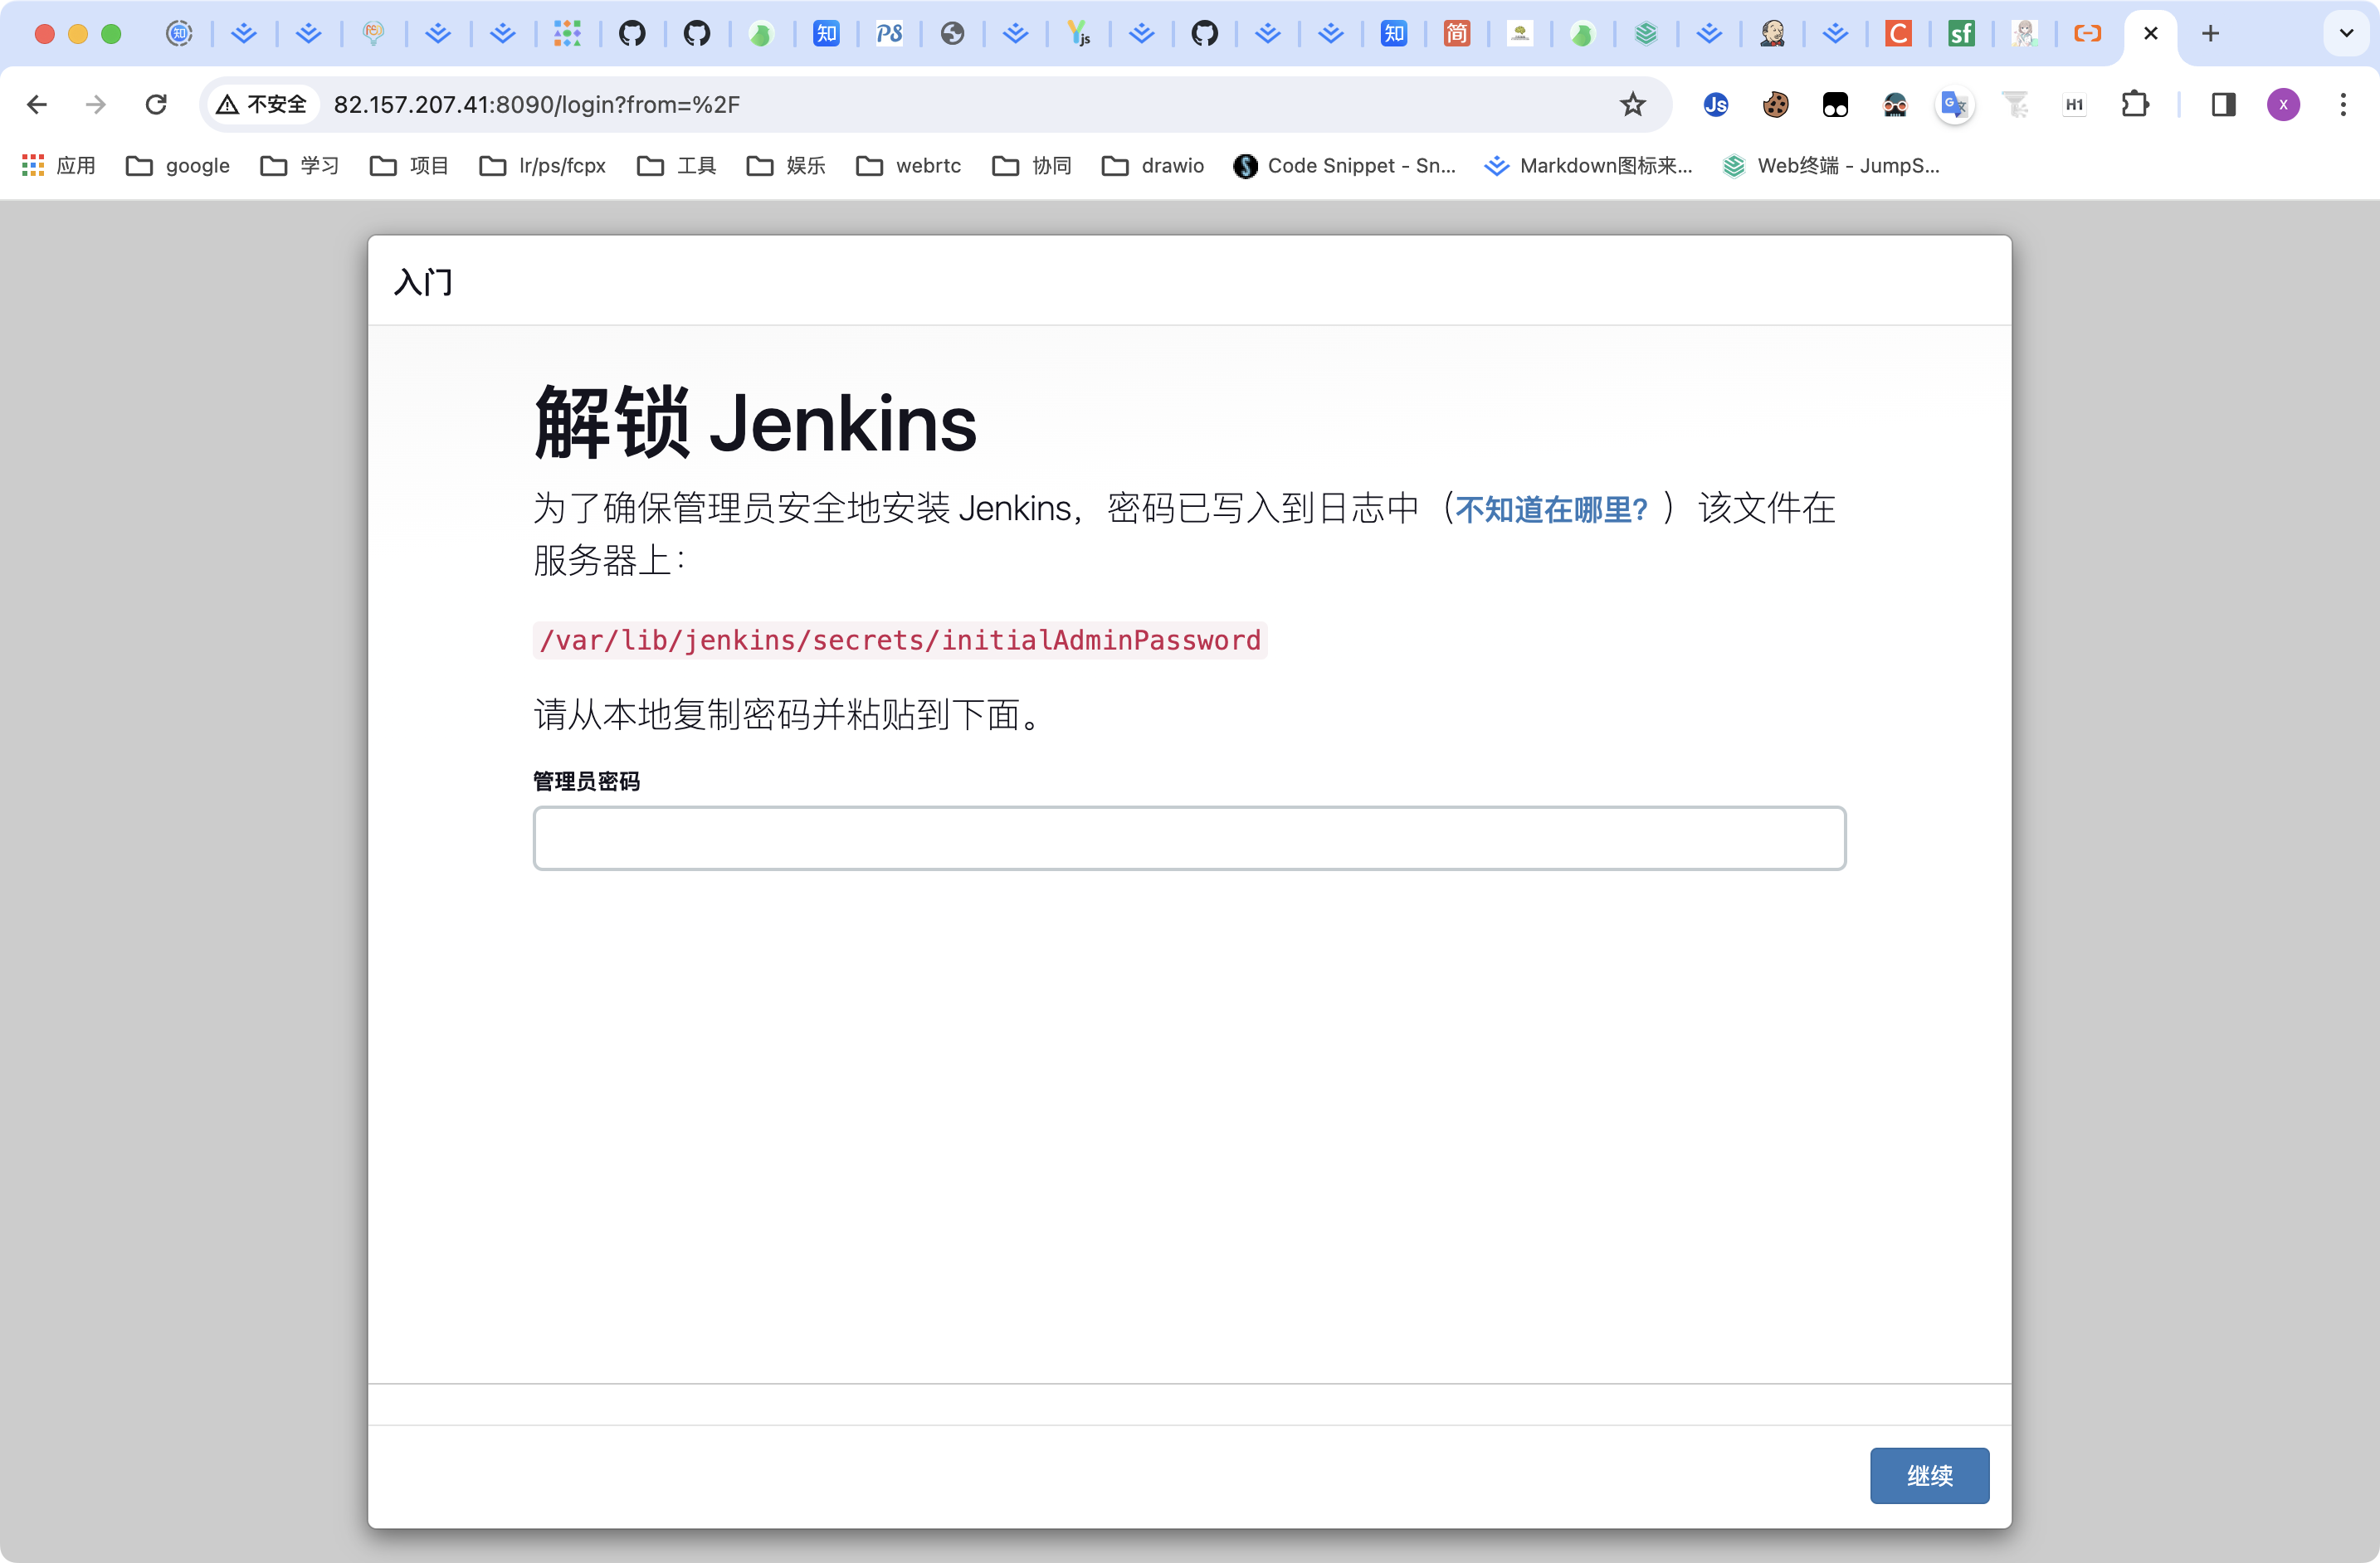 知 PS 知 Yjs 知 简 C sf
不安全 82.157.207.41:8090/login?from=%2F Js G 文 H1 X
应用 google 学习 项目 lr/ps/fcpx 工具 娱乐 webrtc 协同 drawio Code Snippet - Sn... Markdown图标来... Web终端 - JumpS...
入门
解锁 Jenkins
为了确保管理员安全地安装 Jenkins，密码已写入到日志中（不知道在哪里？）该文件在
服务器上：
/var/lib/jenkins/secrets/initialAdminPassword
请从本地复制密码并粘贴到下面。
管理员密码
继续